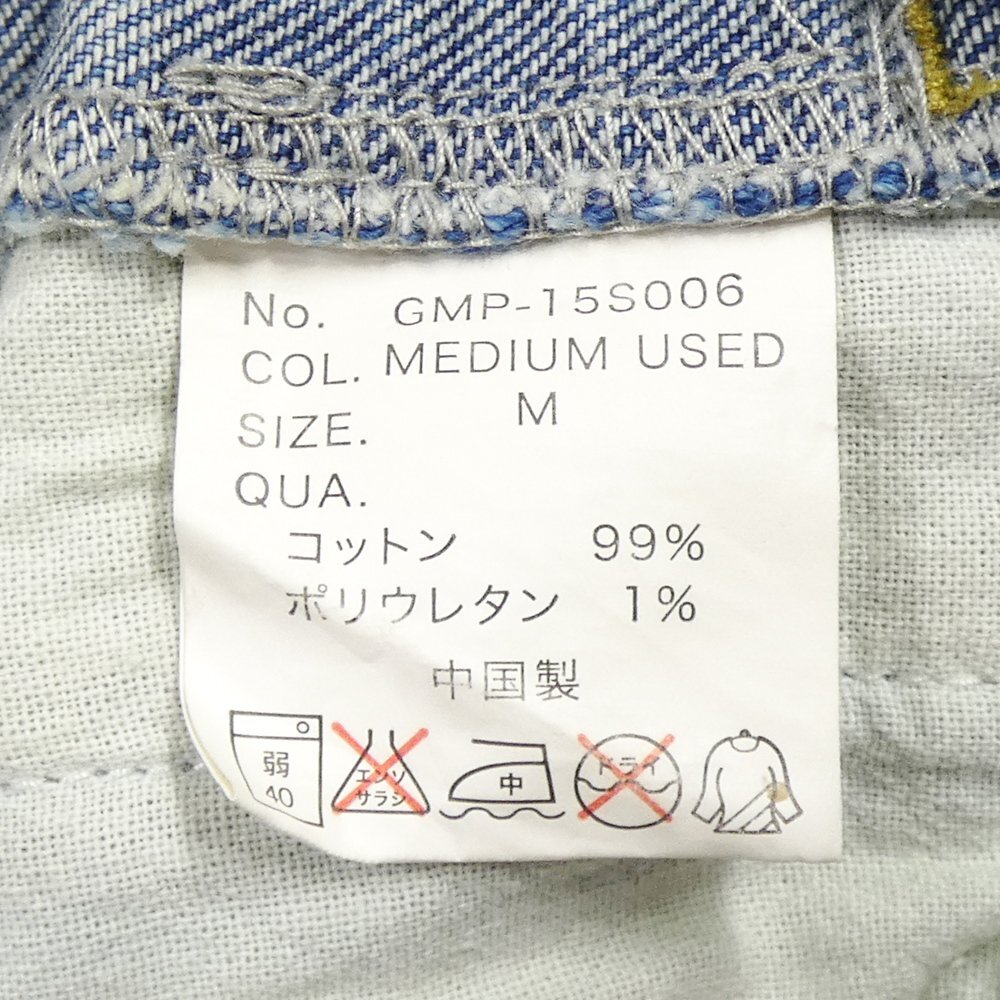 No. GMP-15S006
COL. MEDIUM USED
SIZE. M
QUA.
コットン 99%
ポリウレタン 1%
中国製
弱
40
エンソ
サラシ
中
ドライ